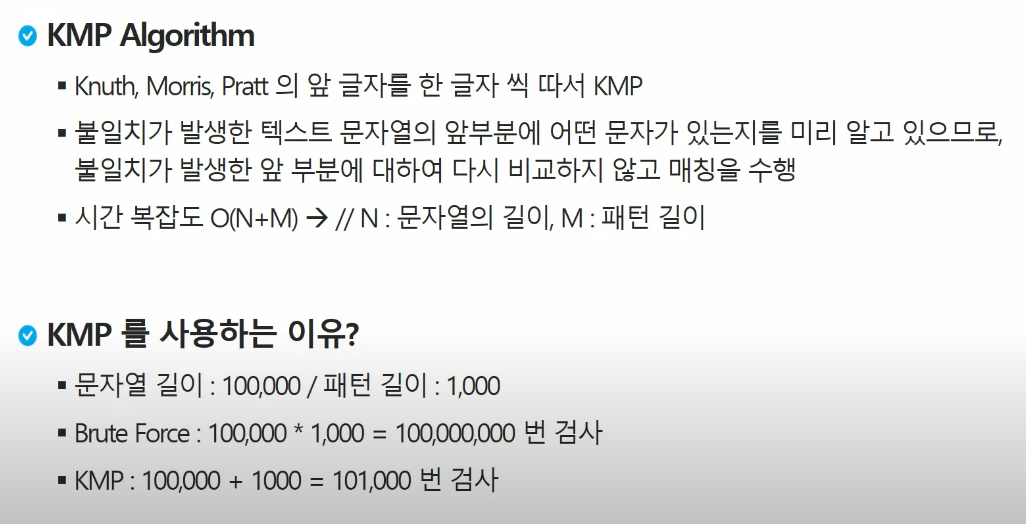 KMP Algorithm
▪ Knuth, Morris, Pratt 의 앞 글자를 한 글자 씩 따서 KMP
▪ 불일치가 발생한 텍스트 문자열의 앞부분에 어떤 문자가 있는지를 미리 알고 있으므로,
불일치가 발생한 앞 부분에 대하여 다시 비교하지 않고 매칭을 수행
▪ 시간 복잡도 O(N+M) → // N : 문자열의 길이, M : 패턴 길이
KMP 를 사용하는 이유?
▪ 문자열 길이 : 100,000 / 패턴 길이 : 1,000
▪ Brute Force : 100,000 * 1,000 = 100,000,000 번 검사
▪ KMP : 100,000 + 1000 = 101,000 번 검사